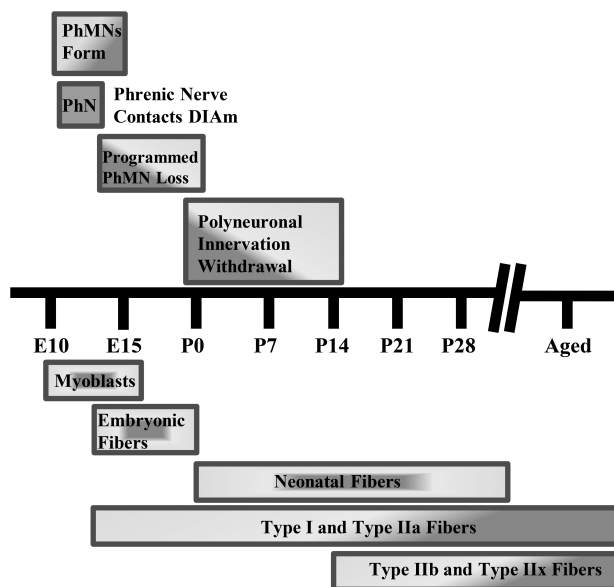 PhMNs
Form
PhN
Phrenic Nerve
Contacts DIAm
Programmed
PhMN Loss
Polyneuronal
Innervation
Withdrawal
E10 E15 P0 P7 P14 P21 P28 Aged
Myoblasts
Embryonic
Fibers
Neonatal Fibers
Type I and Type IIa Fibers
Type IIb and Type IIx Fibers